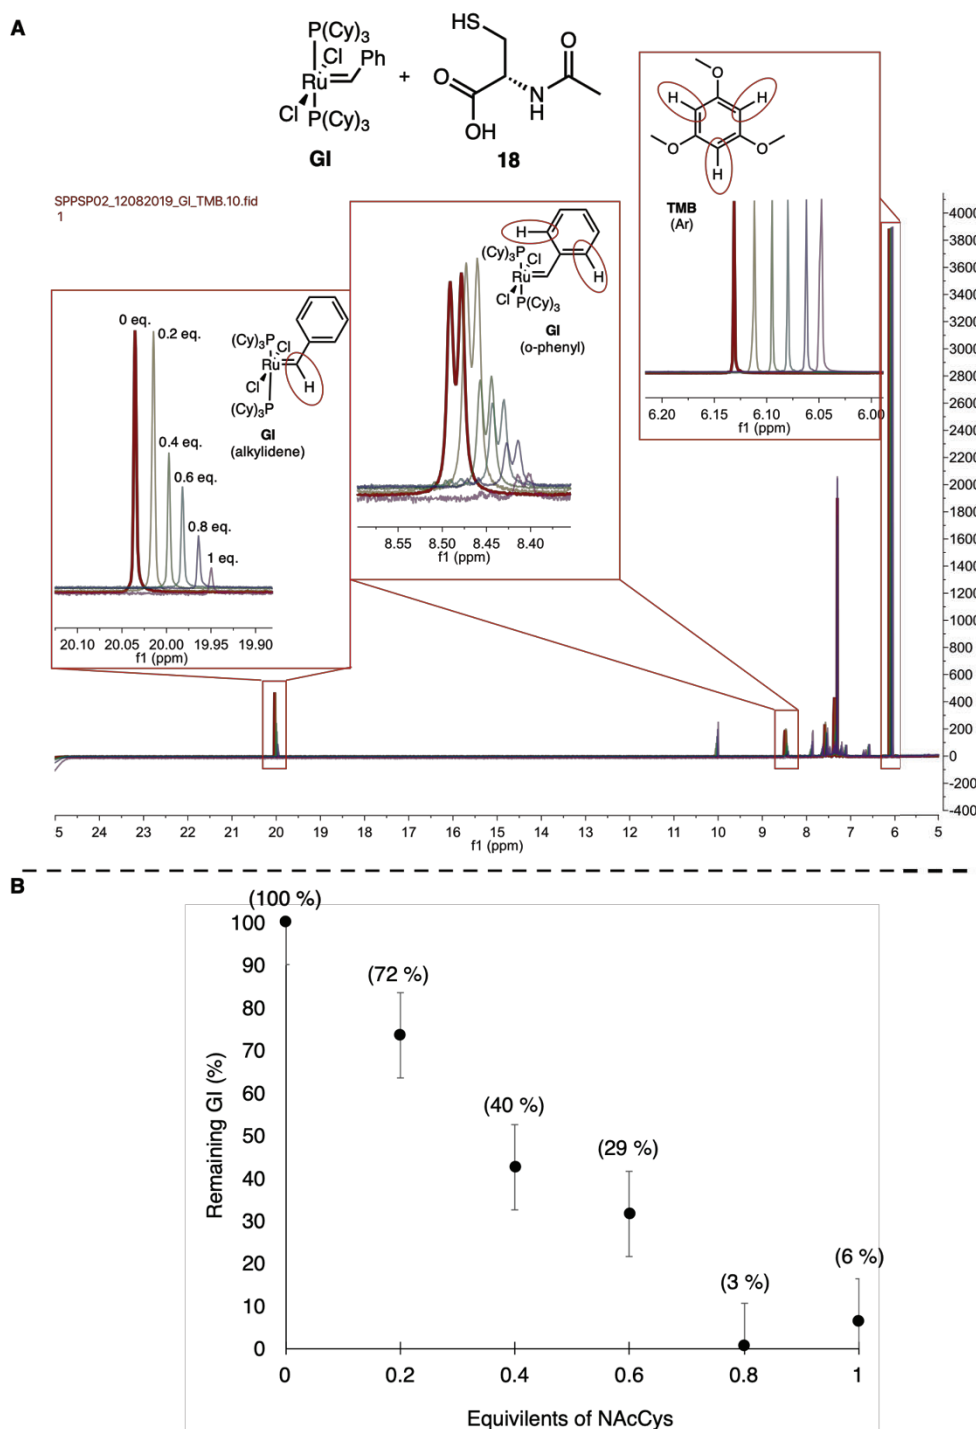 A
P(Cy)3
Cl
Ph
Ru
Cl
P(Cy)3
GI
+
HS
O
O
N
H
OH
18
O
H
H
O
O
H
TMB
(Ar)
6.20 6.15 6.10 6.05 6.00
f1 (ppm)
SPPSP02_12082019_GI_TMB.10.fid
1
H
(Cy)3P
Cl
Ru
Cl
P(Cy)3
H
GI
(o-phenyl)
8.55 8.50 8.45 8.40
f1 (ppm)
0 eq.
0.2 eq.
0.4 eq.
0.6 eq.
0.8 eq.
1 eq.
(Cy)3P
Cl
Ru
Cl
H
(Cy)3P
GI
(alkylidene)
20.10 20.05 20.00 19.95 19.90
f1 (ppm)
4000
3800
3600
3400
3200
3000
2800
2600
2400
2200
2000
1800
1600
1400
1200
1000
800
600
400
200
0
-200
-400
5 24 23 22 21 20 19 18 17 16 15 14 13 12 11 10 9 8 7 6 5
f1 (ppm)
B
(100 %)
(72 %)
(40 %)
(29 %)
(3 %)
(6 %)
100
90
80
70
60
50
40
30
20
10
0
Remaining GI (%)
0 0.2 0.4 0.6 0.8 1
Equivilents of NAcCys